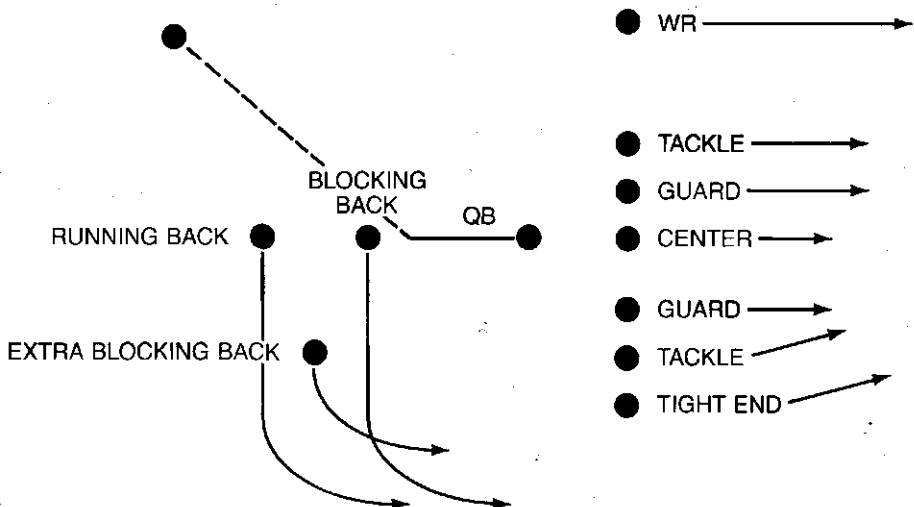 WR
TACKLE
BLOCKING
BACK
GUARD
QB
RUNNING BACK
CENTER
GUARD
EXTRA BLOCKING BACK
TACKLE
TIGHT END